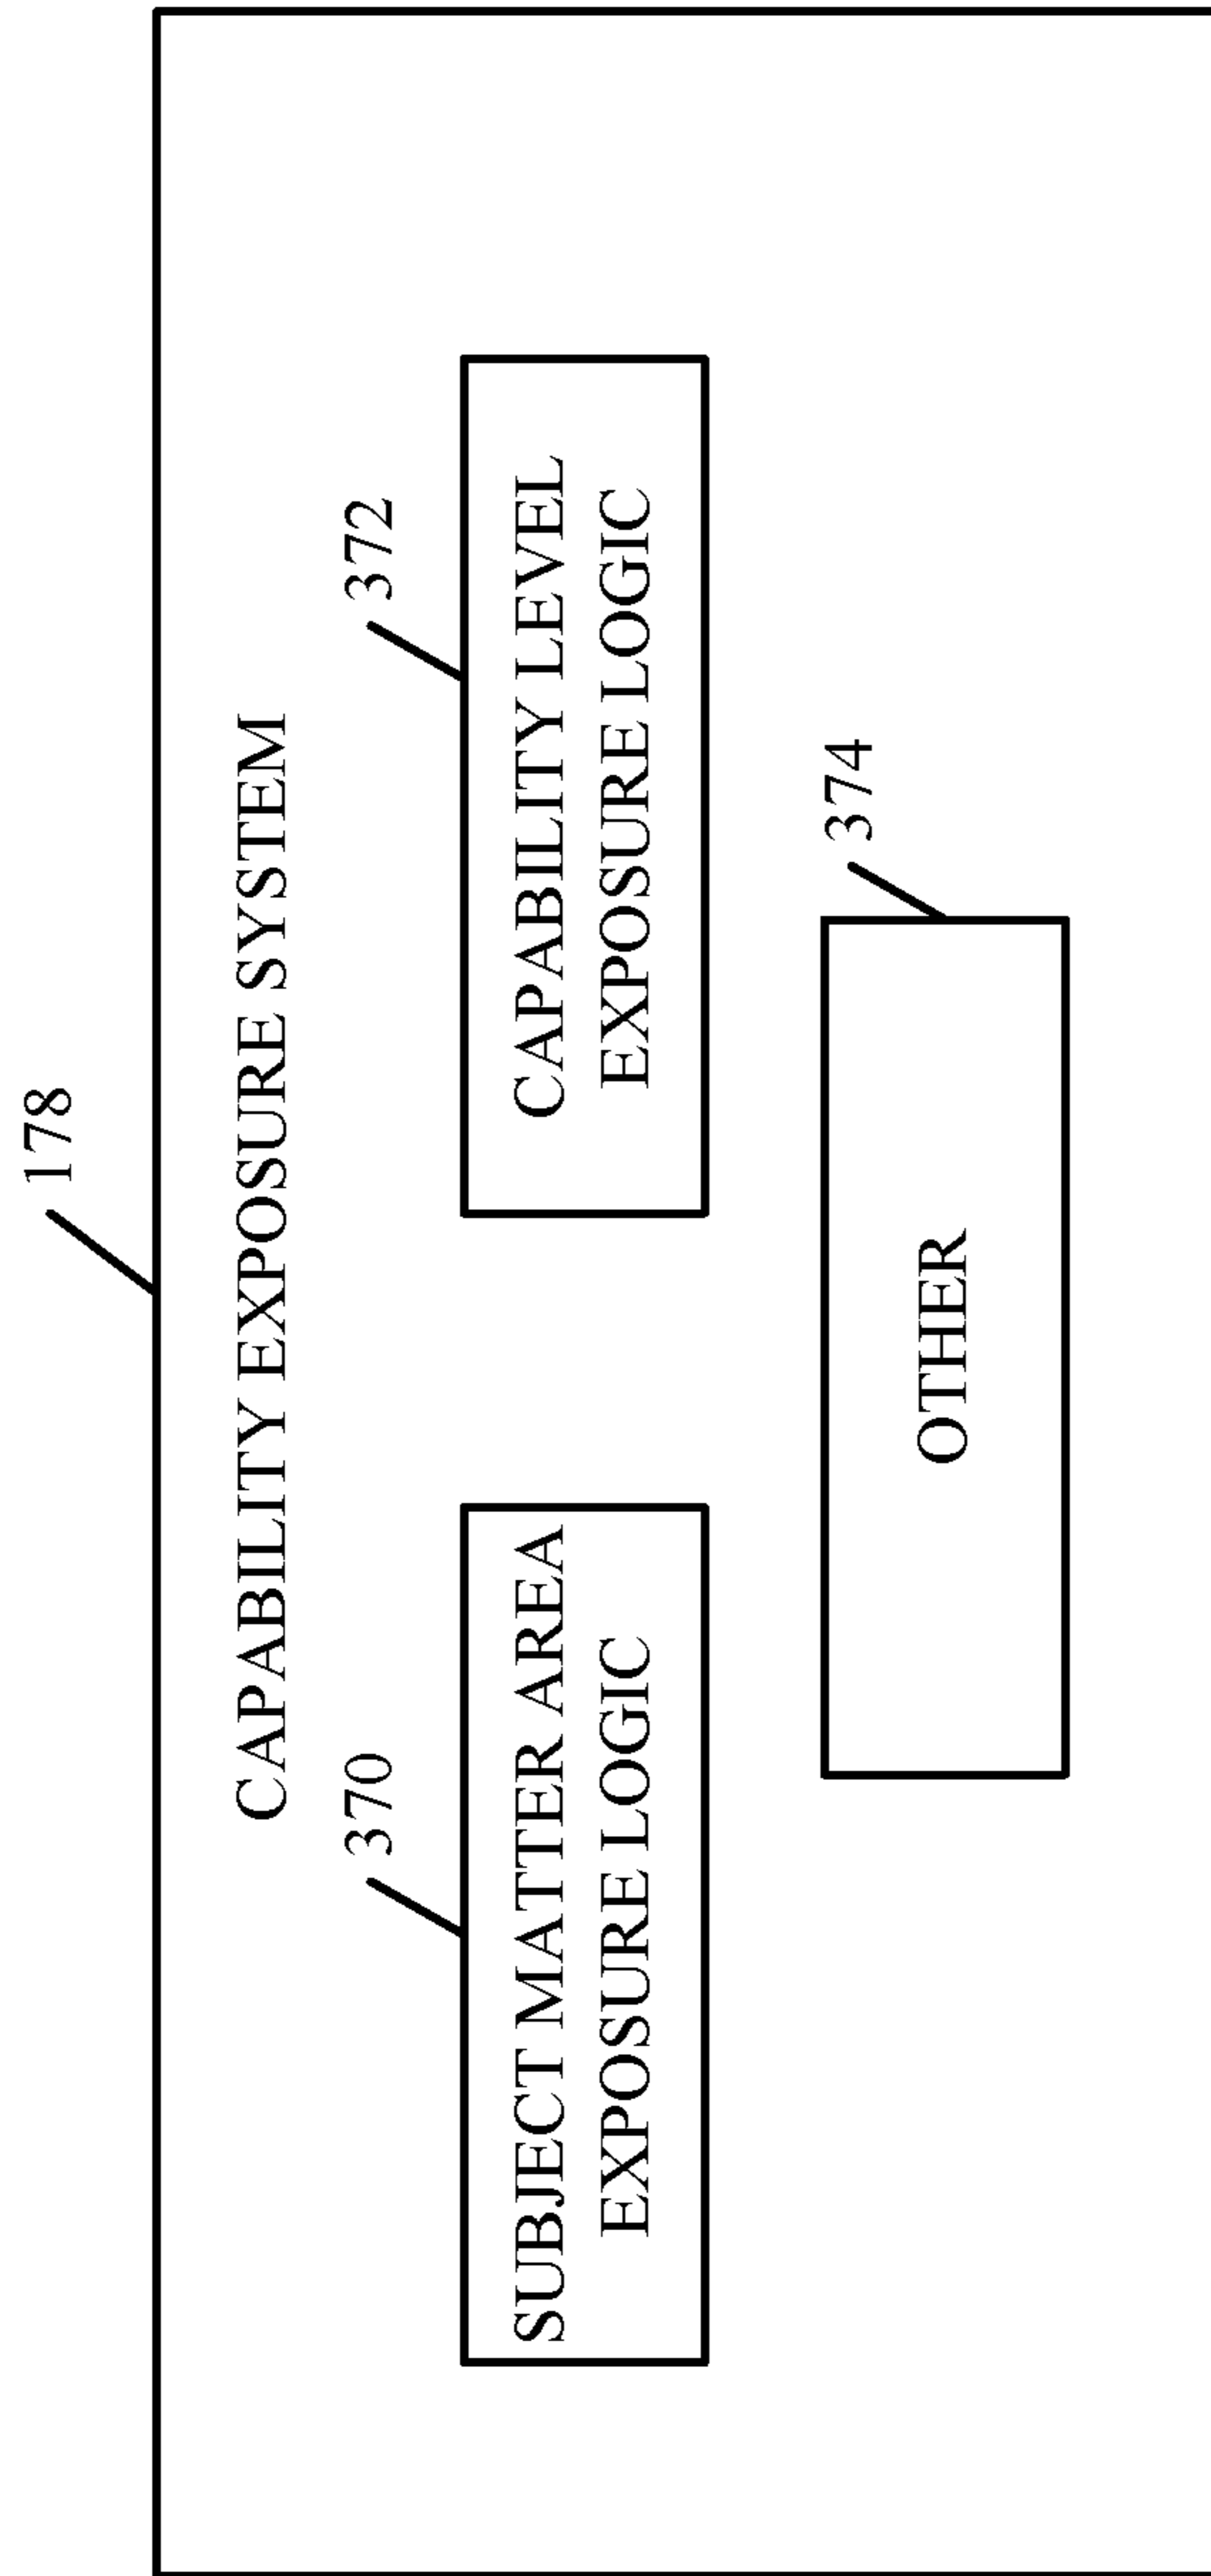 178
CAPABILITY EXPOSURE SYSTEM
370
372
SUBJECT MATTER AREA
EXPOSURE LOGIC
CAPABILITY LEVEL
EXPOSURE LOGIC
374
OTHER